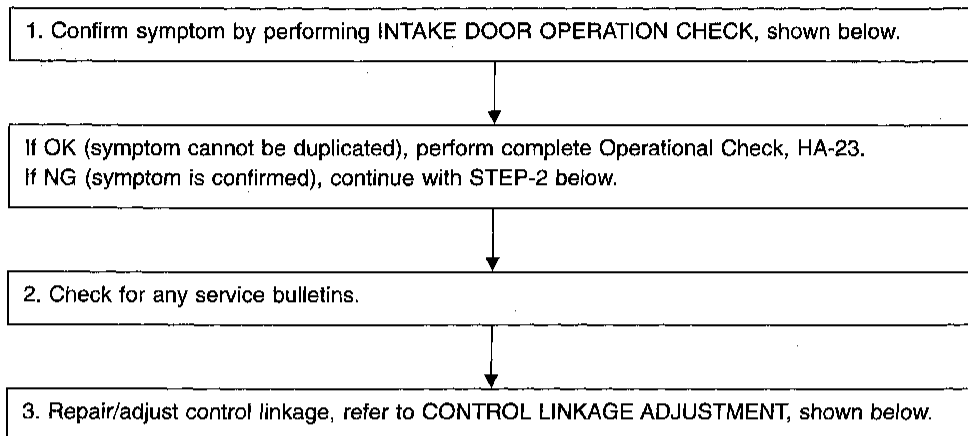 1. Confirm symptom by performing INTAKE DOOR OPERATION CHECK, shown below.
If OK (symptom cannot be duplicated), perform complete Operational Check, HA-23.
If NG (symptom is confirmed), continue with STEP-2 below.
2. Check for any service bulletins.
3. Repair/adjust control linkage, refer to CONTROL LINKAGE ADJUSTMENT, shown below.